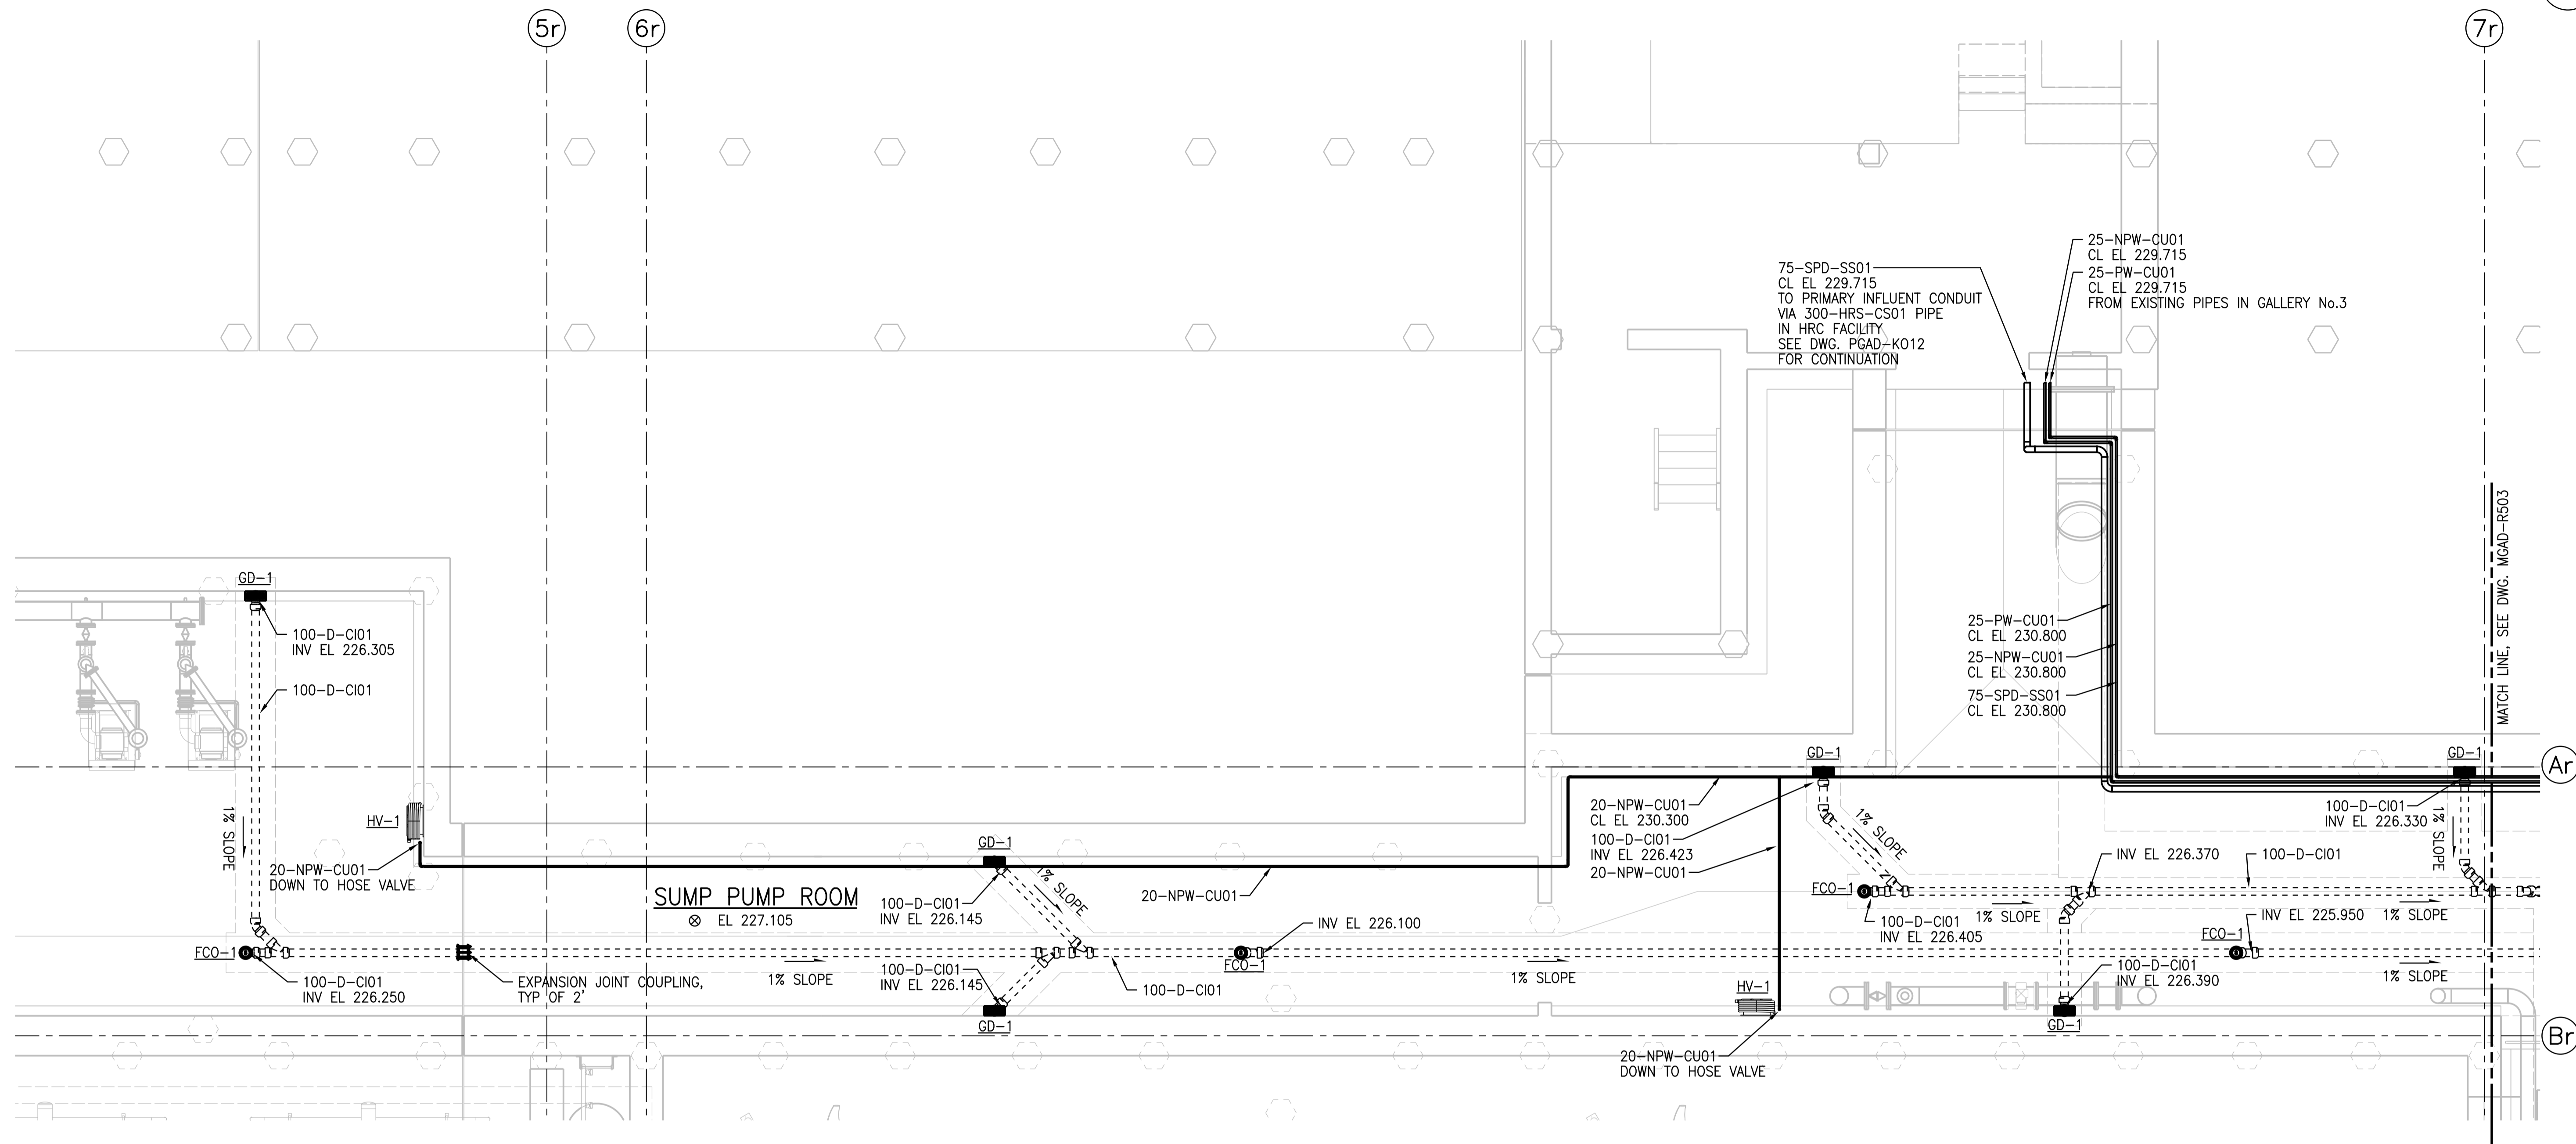 5r
6r
7r
25-NPW-CU01
CL EL 229.715
25-PW-CU01
CL EL 229.715
FROM EXISTING PIPES IN GALLERY No.3
75-SPD-SS01
CL EL 229.715
TO PRIMARY INFLUENT CONDUIT
VIA 300-HRS-CS01 PIPE
IN HRC FACILITY
SEE DWG. PGAD-K012
FOR CONTINUATION
MATCH LINE, SEE DWG. MGAD-R503
GD-1
100-D-CI01
INV EL 226.305
100-D-CI01
25-PW-CU01
CL EL 230.800
25-NPW-CU01
CL EL 230.800
75-SPD-SS01
CL EL 230.800
GD-1
GD-1
Ar
1% SLOPE
HV-1
20-NPW-CU01
DOWN TO HOSE VALVE
GD-1
1% SLOPE
20-NPW-CU01
CL EL 230.300
100-D-CI01
INV EL 226.423
20-NPW-CU01
1% SLOPE
100-D-CI01
INV EL 226.330
1% SLOPE
INV EL 226.370
100-D-CI01
SUMP PUMP ROOM
EL 227.105
100-D-CI01
INV EL 226.145
20-NPW-CU01
FCO-1
100-D-CI01
INV EL 226.405
1% SLOPE
INV EL 225.950
1% SLOPE
INV EL 226.100
FCO-1
FCO-1
FCO-1
100-D-CI01
INV EL 226.250
EXPANSION JOINT COUPLING,
TYP OF 2'
1% SLOPE
100-D-CI01
INV EL 226.145
100-D-CI01
1% SLOPE
100-D-CI01
INV EL 226.390
1% SLOPE
HV-1
GD-1
GD-1
Br
20-NPW-CU01
DOWN TO HOSE VALVE